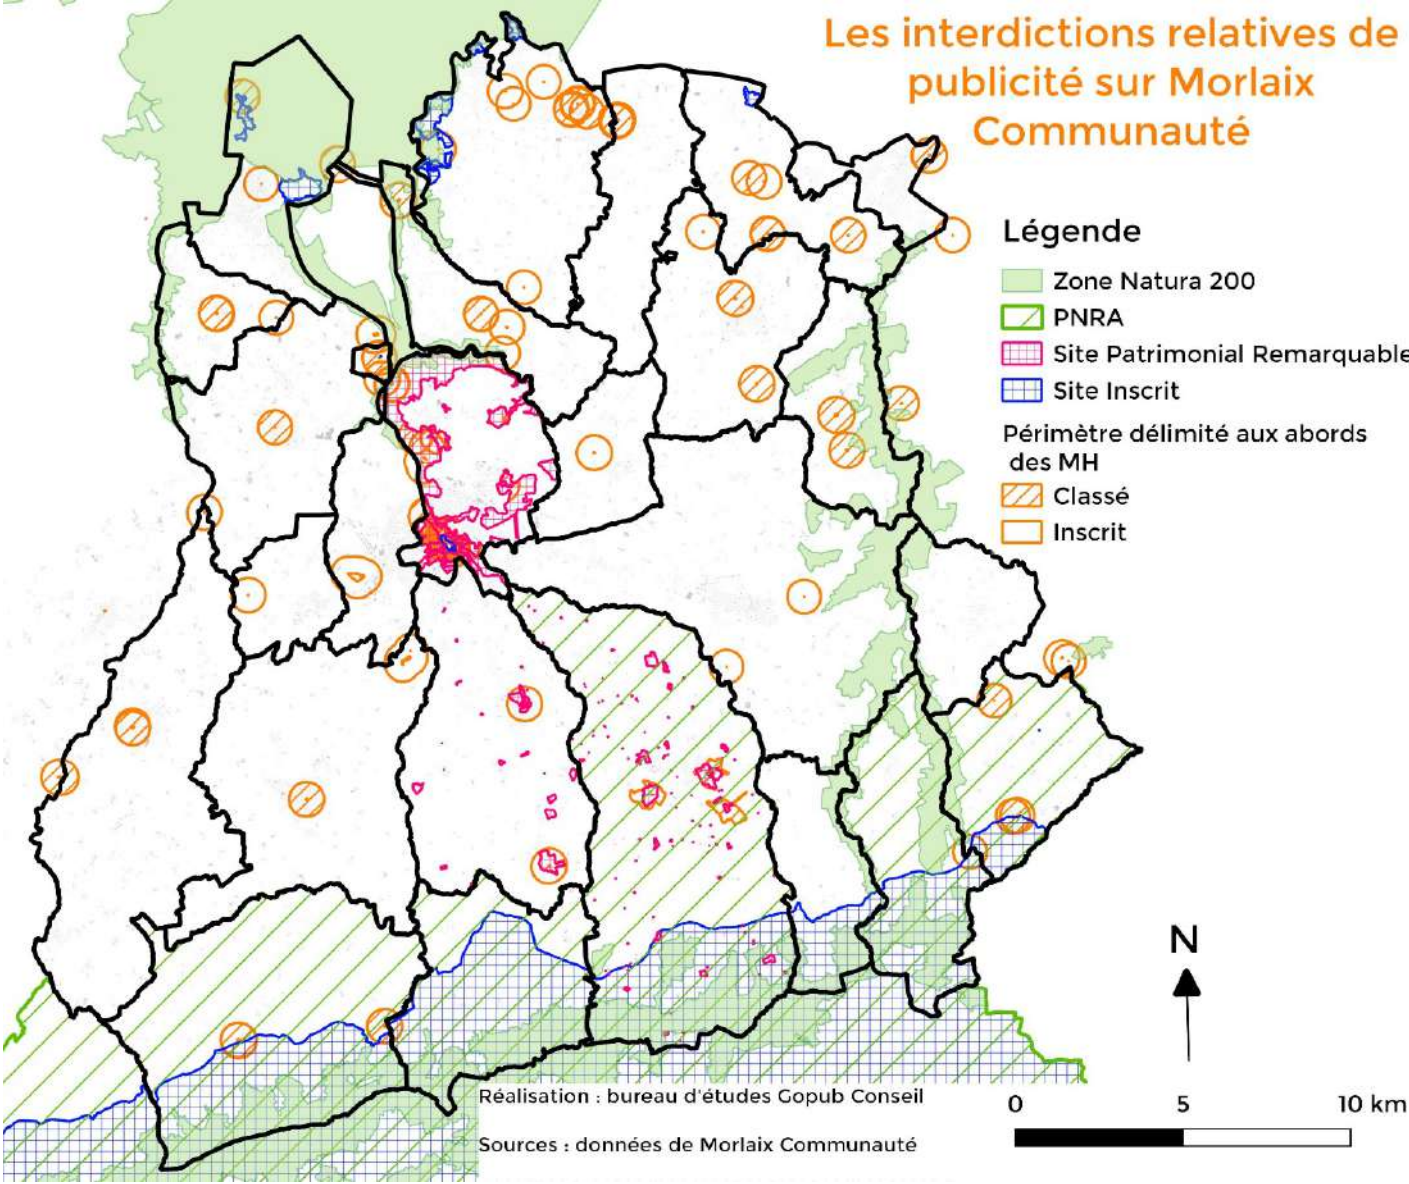 Les interdictions relatives de
publicité sur Morlaix
Communauté
Légende
Zone Natura 200
PNRA
Site Patrimonial Remarquable
Site Inscrit
Périmètre délimité aux abords
des MH
Classé
Inscrit
N
Réalisation : bureau d'études Gopub Conseil
Sources : données de Morlaix Communauté
0 5 10 km